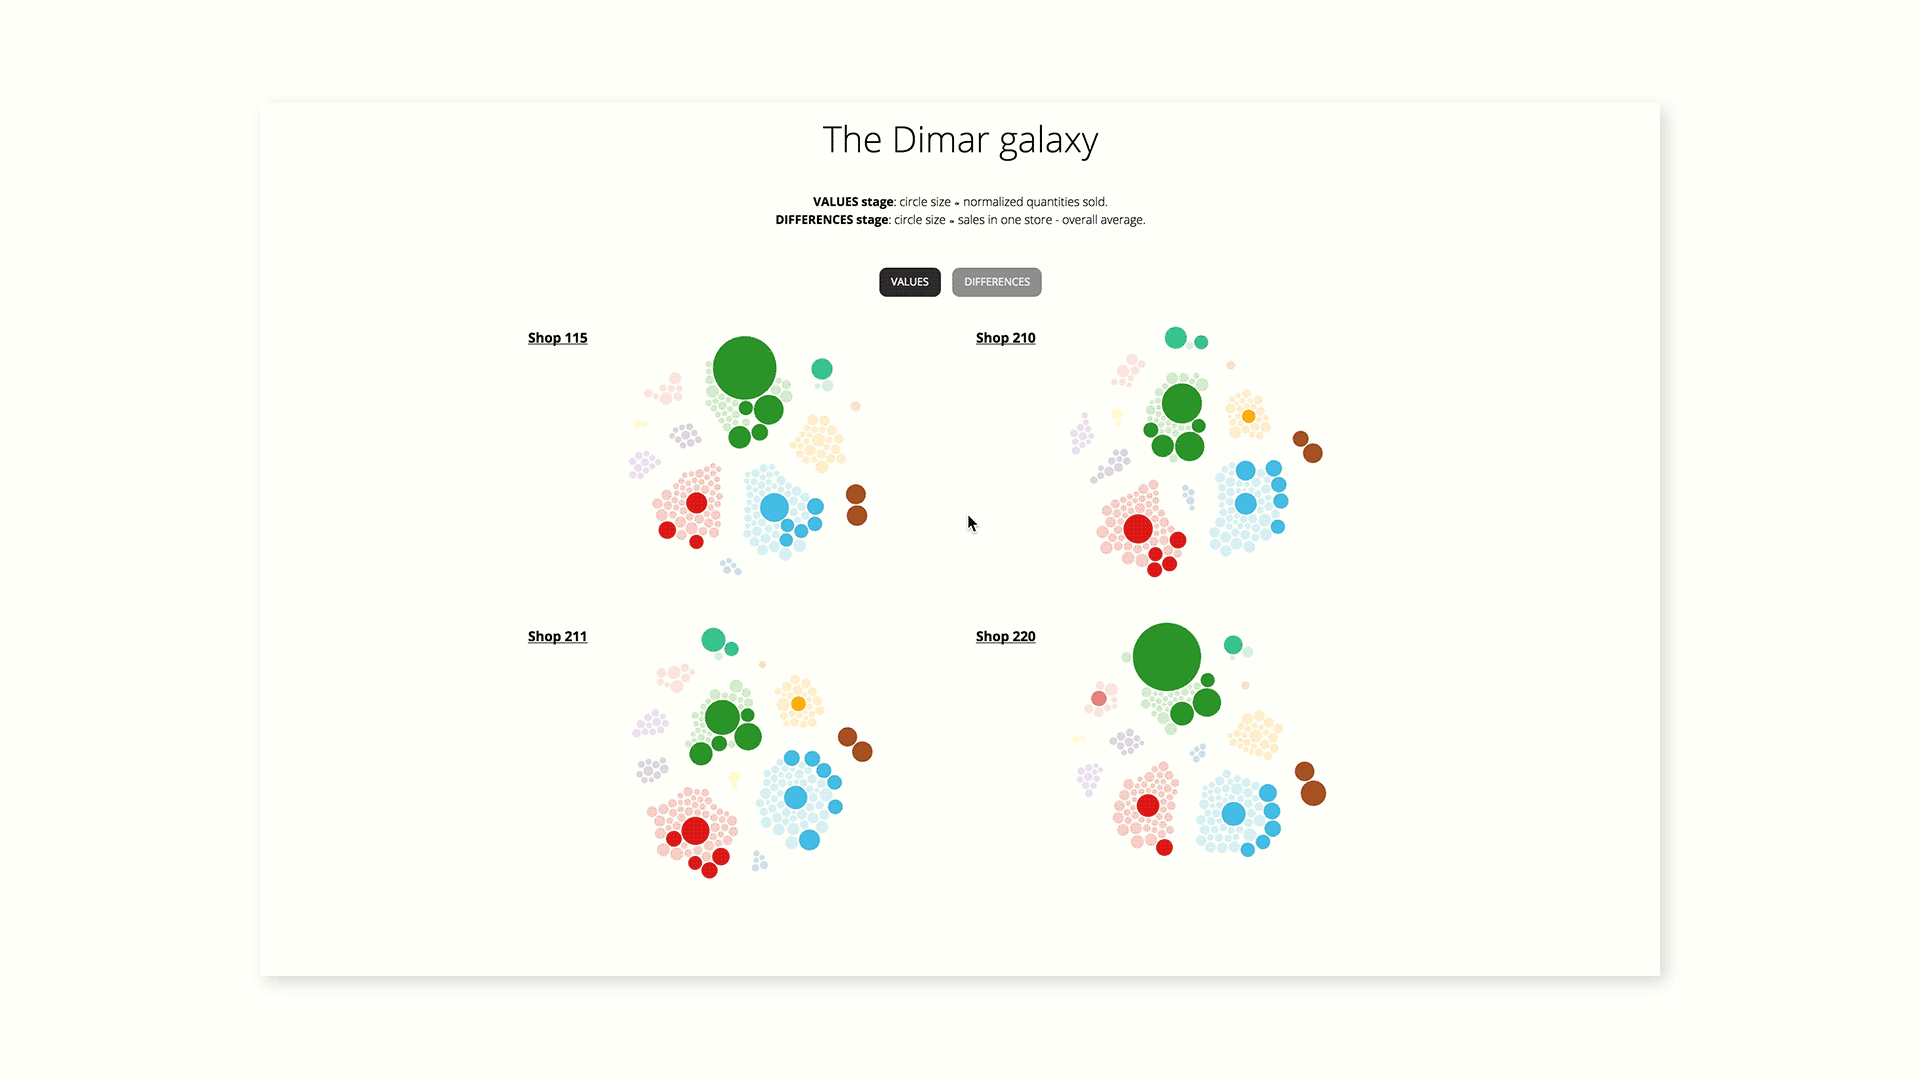 The Dimar galaxy
VALUES stage: circle size ~ normalized quantities sold.
DIFFERENCES stage: circle size ~ sales in one store - overall average.
VALUES DIFFERENCES
Shop 115
Shop 210
Shop 211
Shop 220